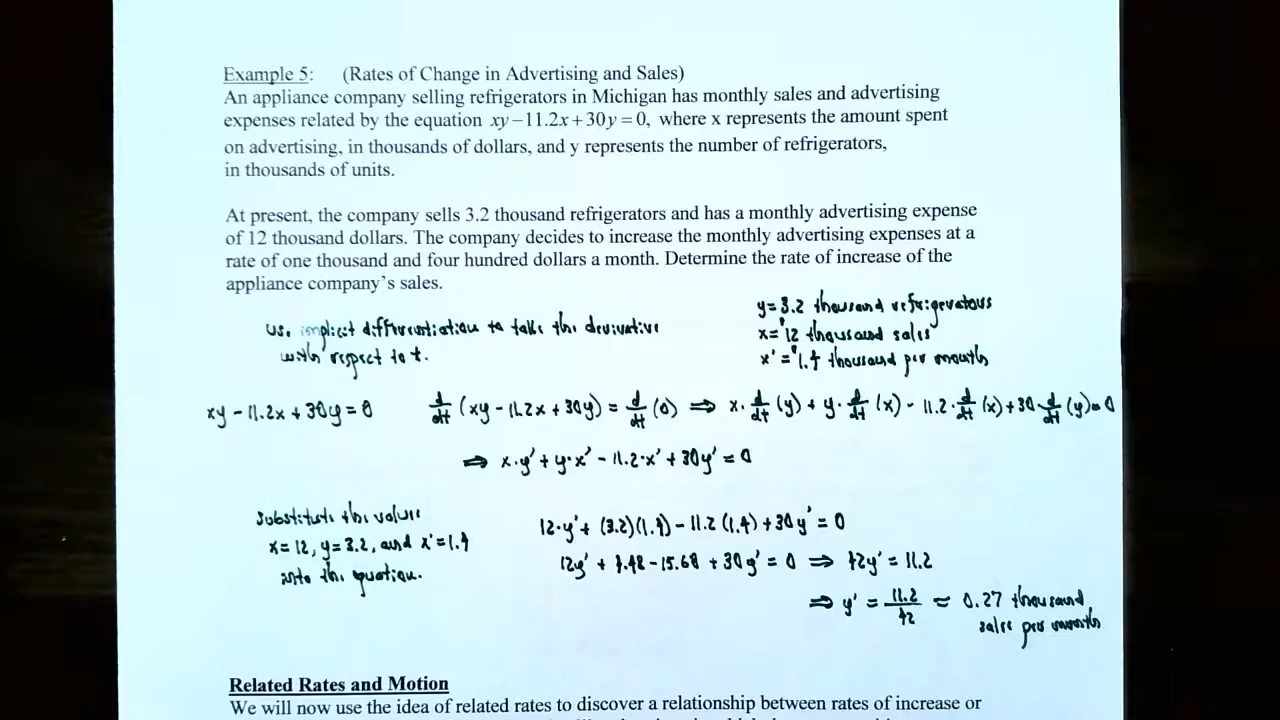 Example 5: (Rates of Change in Advertising and Sales)
An appliance company selling refrigerators in Michigan has monthly sales and advertising
expenses related by the equation xy−11.2x+30y=0, where x represents the amount spent
on advertising, in thousands of dollars, and y represents the number of refrigerators,
in thousands of units.
At present, the company sells 3.2 thousand refrigerators and has a monthly advertising expense
of 12 thousand dollars. The company decides to increase the monthly advertising expenses at a
rate of one thousand and four hundred dollars a month. Determine the rate of increase of the
appliance company's sales.
y=3.2 thousand refrigerators
x=12 thousand sales
x' = 1.4 thousand per month
use implicit differentiation to take the derivative
with respect to t.
xy − 11.2x + 30y = 0 d/dt (xy − 11.2x + 30y) = d/dt (0) ⇒ x·d/dt (y) + y·d/dt (x) − 11.2·d/dt (x) + 30·d/dt (y) = 0
⇒ x·y' + y·x' − 11.2·x' + 30y' = 0
Substitute the values
x=12, y=3.2, and x'=1.4
into the equation.
12·y' + (3.2)(1.4) − 11.2(1.4) + 30y' = 0
12y' + 4.48 − 15.68 + 30y' = 0 ⇒ 42y' = 11.2
⇒ y' = 11.2/42 ≈ 0.27 thousand
sales per month
Related Rates and Motion
We will now use the idea of related rates to discover a relationship between rates of increase or